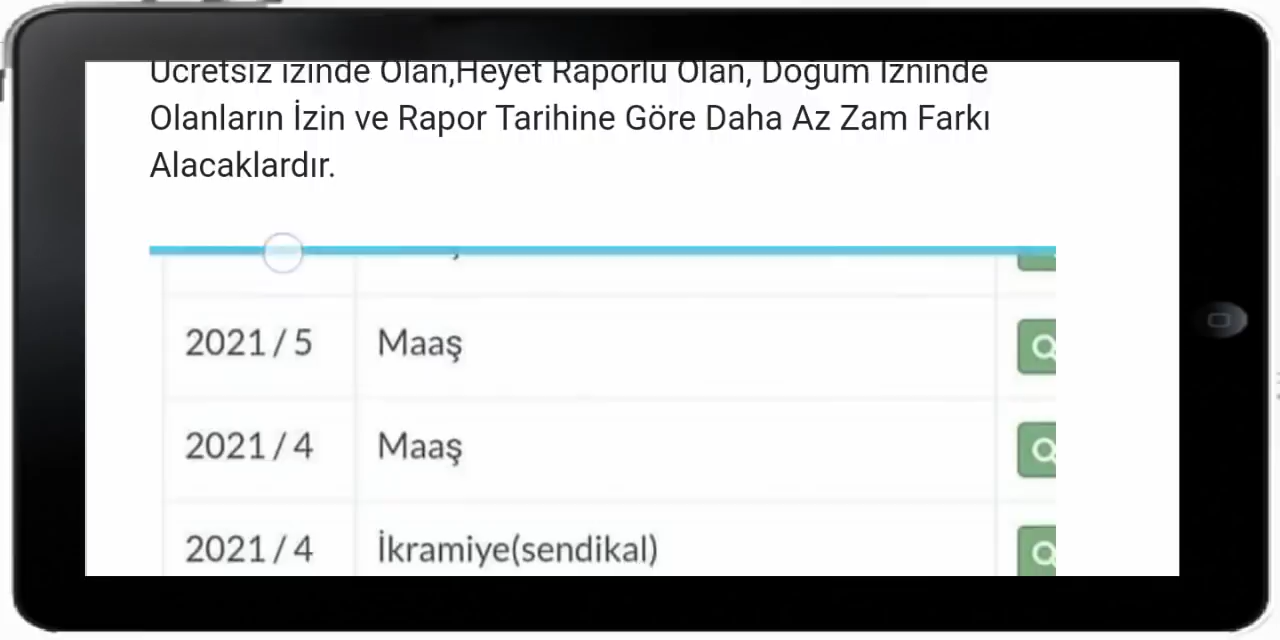 Ücretsiz İzinde Olan,Heyet Raporlu Olan, Doğum İzninde
Olanların İzin ve Rapor Tarihine Göre Daha Az Zam Farkı
Alacaklardır.
2021 / 5 Maaş
2021 / 4 Maaş
2021 / 4 İkramiye(sendikal)